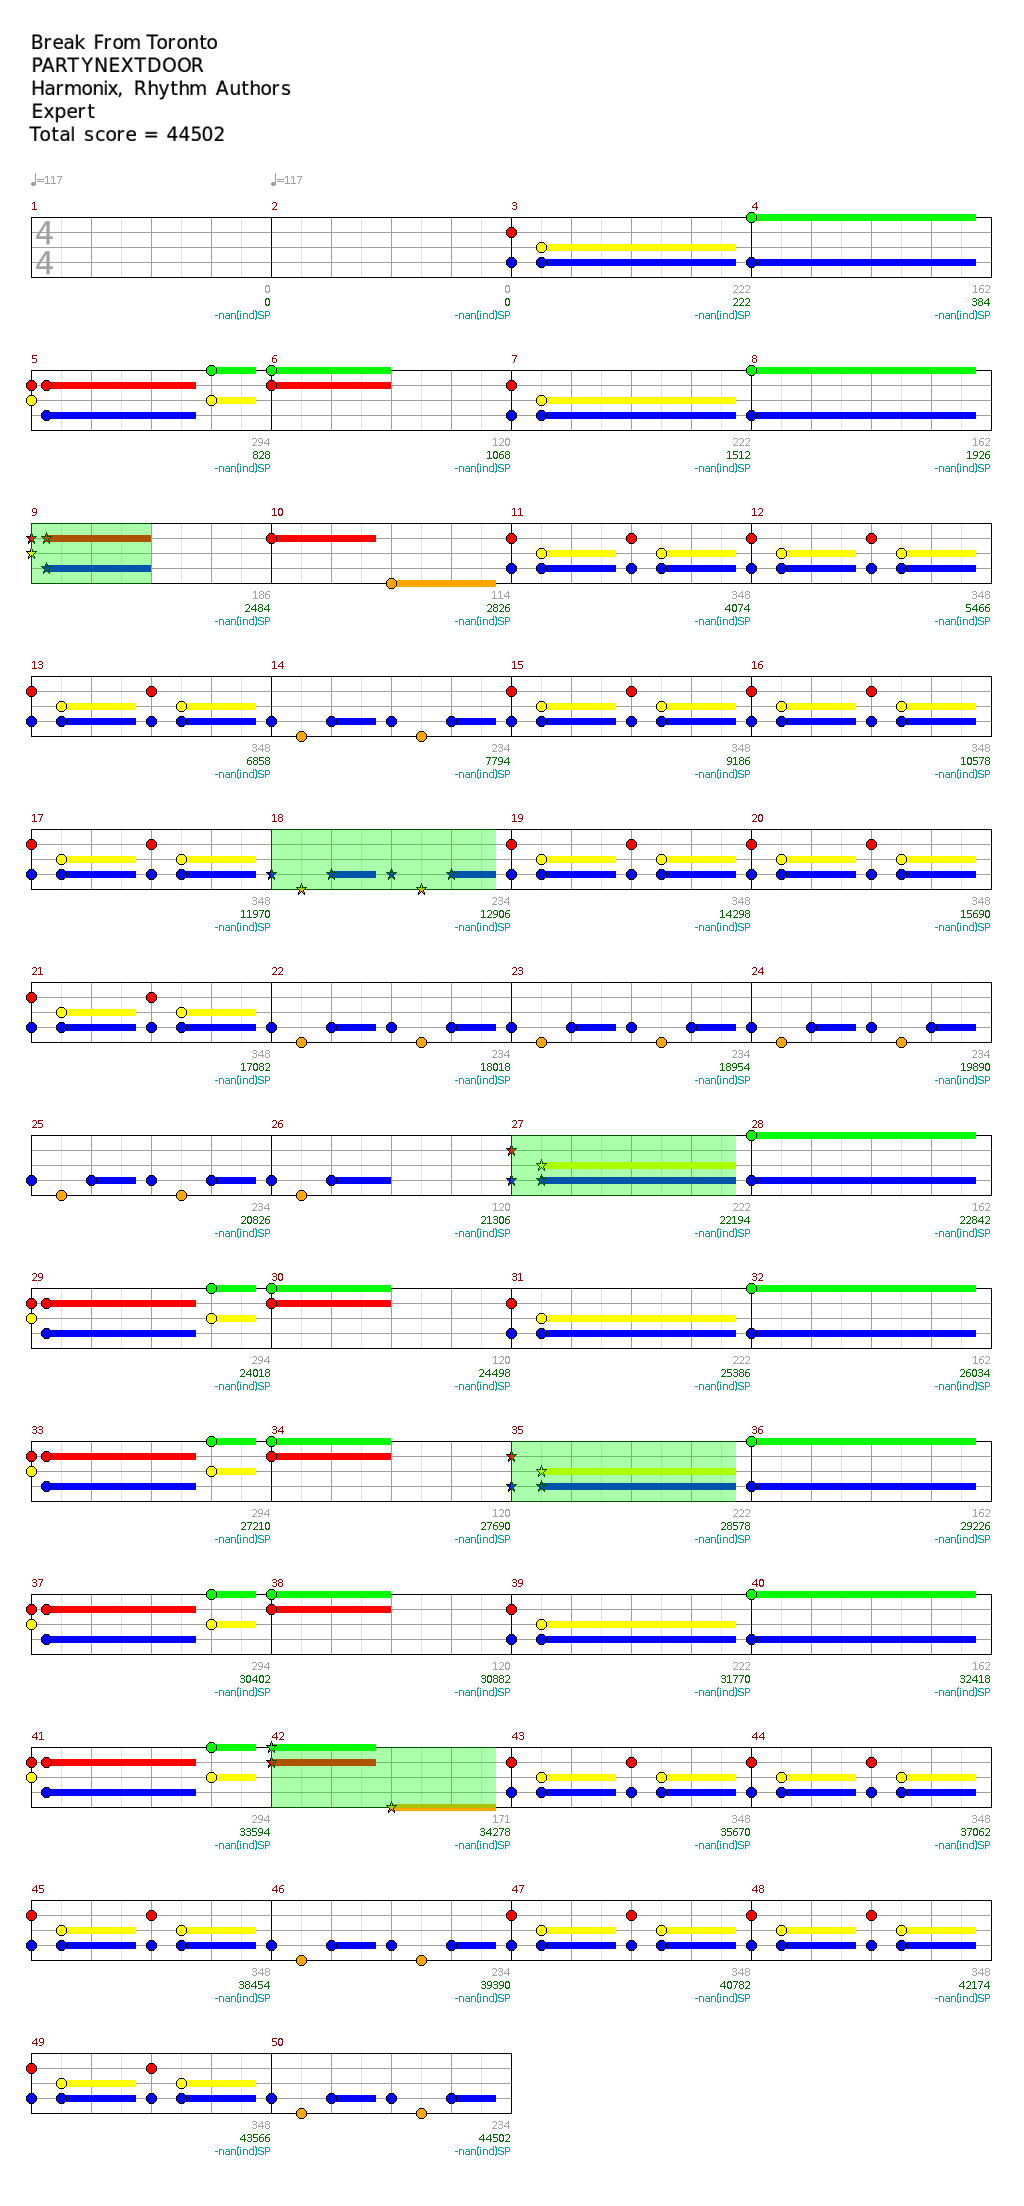 Break From Toronto
PARTYNEXTDOOR
Harmonix, Rhythm Authors
Expert
Total score = 44502
♩=117 ♩=117
1 2 3 4
4
4
0 0 222 162
0 0 222 384
-nan(ind)SP -nan(ind)SP -nan(ind)SP -nan(ind)SP
5 6 7 8
294 120 222 162
828 1068 1512 1926
-nan(ind)SP -nan(ind)SP -nan(ind)SP -nan(ind)SP
9 10 11 12
186 114 348 348
2484 2826 4074 5466
-nan(ind)SP -nan(ind)SP -nan(ind)SP -nan(ind)SP
13 14 15 16
348 234 348 348
6858 7794 9186 10578
-nan(ind)SP -nan(ind)SP -nan(ind)SP -nan(ind)SP
17 18 19 20
348 234 348 348
11970 12906 14298 15690
-nan(ind)SP -nan(ind)SP -nan(ind)SP -nan(ind)SP
21 22 23 24
348 234 234 234
17082 18018 18954 19890
-nan(ind)SP -nan(ind)SP -nan(ind)SP -nan(ind)SP
25 26 27 28
234 120 222 162
20826 21306 22194 22842
-nan(ind)SP -nan(ind)SP -nan(ind)SP -nan(ind)SP
29 30 31 32
294 120 222 162
24018 24498 25386 26034
-nan(ind)SP -nan(ind)SP -nan(ind)SP -nan(ind)SP
33 34 35 36
294 120 222 162
27210 27690 28578 29226
-nan(ind)SP -nan(ind)SP -nan(ind)SP -nan(ind)SP
37 38 39 40
294 120 222 162
30402 30882 31770 32418
-nan(ind)SP -nan(ind)SP -nan(ind)SP -nan(ind)SP
41 42 43 44
294 171 348 348
33594 34278 35670 37062
-nan(ind)SP -nan(ind)SP -nan(ind)SP -nan(ind)SP
45 46 47 48
348 234 348 348
38454 39390 40782 42174
-nan(ind)SP -nan(ind)SP -nan(ind)SP -nan(ind)SP
49 50
348 234
43566 44502
-nan(ind)SP -nan(ind)SP